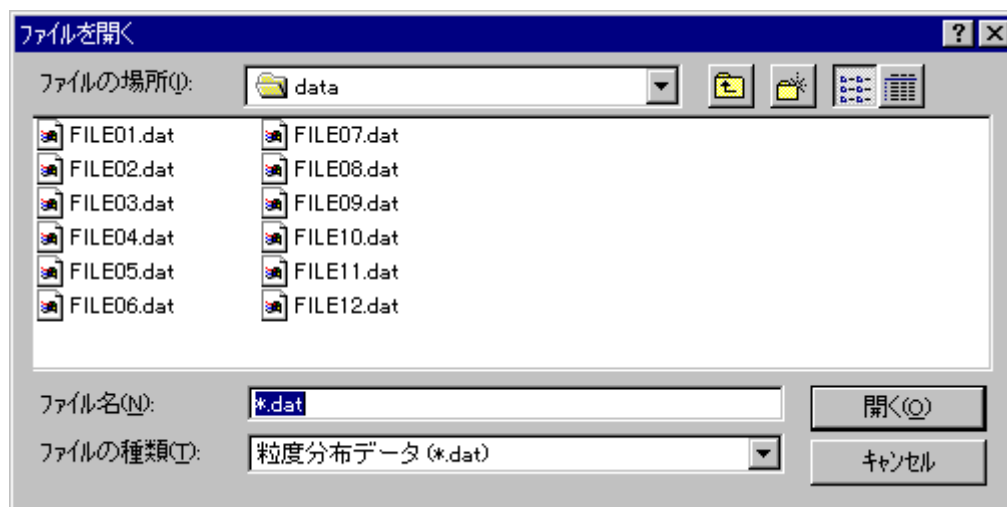 ファイルを開く
ファイルの場所(I): data
FILE01.dat
FILE02.dat
FILE03.dat
FILE04.dat
FILE05.dat
FILE06.dat
FILE07.dat
FILE08.dat
FILE09.dat
FILE10.dat
FILE11.dat
FILE12.dat
ファイル名(N): *.dat 開く(O)
ファイルの種類(T): 粒度分布データ (*.dat) キャンセル